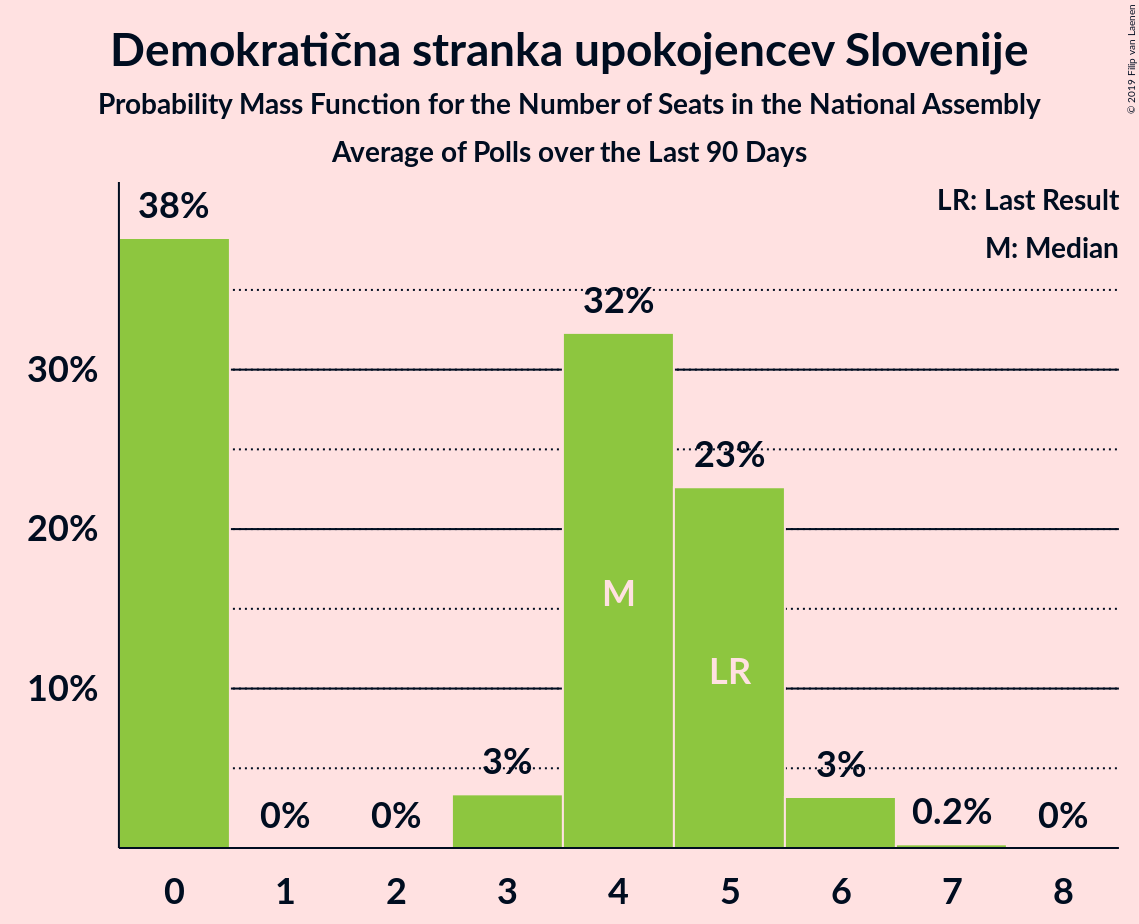 Demokratična stranka upokojencev Slovenije
Probability Mass Function for the Number of Seats in the National Assembly
Average of Polls over the Last 90 Days
© 2019 Filip van Laenen
LR: Last Result
M: Median
38%
32%
30%
23%
20%
M
LR
10%
3%
3%
0%
0%
0.2%
0%
0 1 2 3 4 5 6 7 8